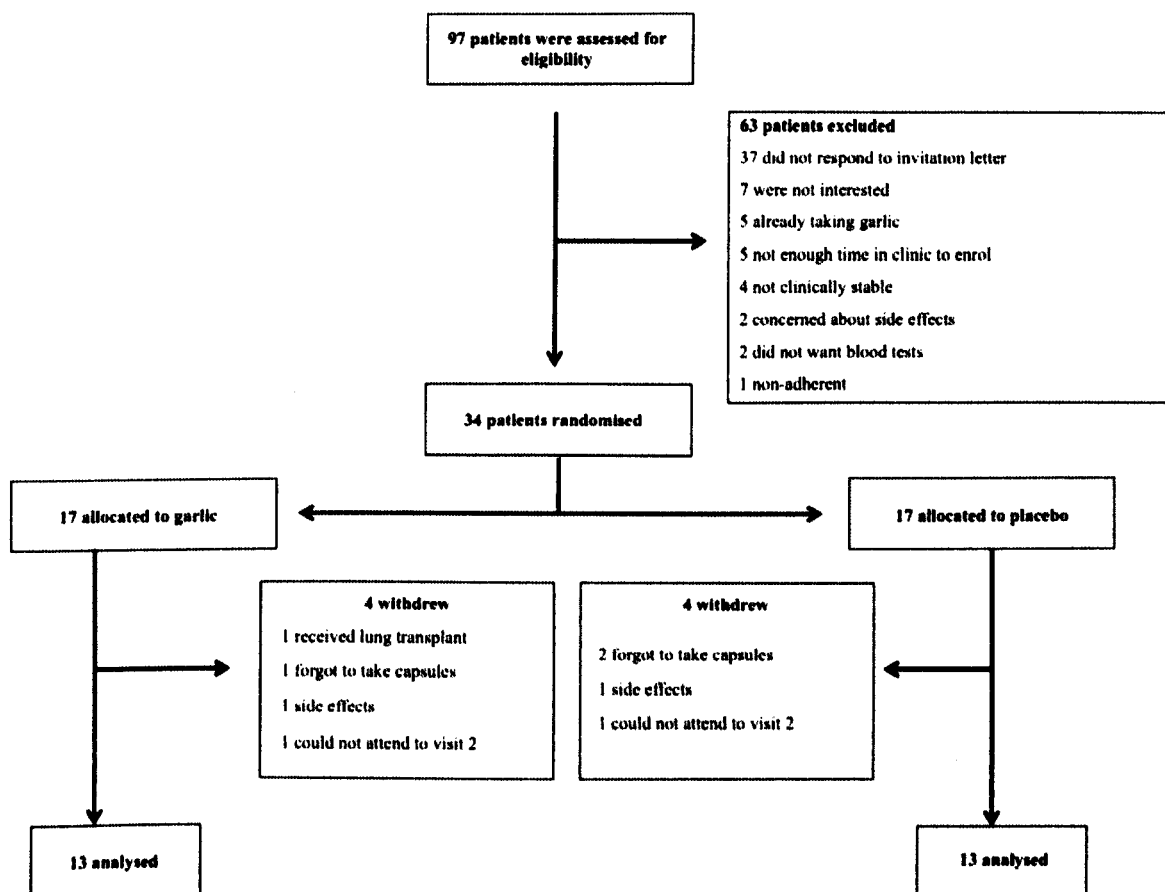 97 patients were assessed for
eligibility
63 patients excluded
37 did not respond to invitation letter
7 were not interested
5 already taking garlic
5 not enough time in clinic to enrol
4 not clinically stable
2 concerned about side effects
2 did not want blood tests
1 non-adherent
34 patients randomised
17 allocated to garlic
17 allocated to placebo
4 withdrew
1 received lung transplant
1 forgot to take capsules
1 side effects
1 could not attend to visit 2
4 withdrew
2 forgot to take capsules
1 side effects
1 could not attend to visit 2
13 analysed
13 analysed